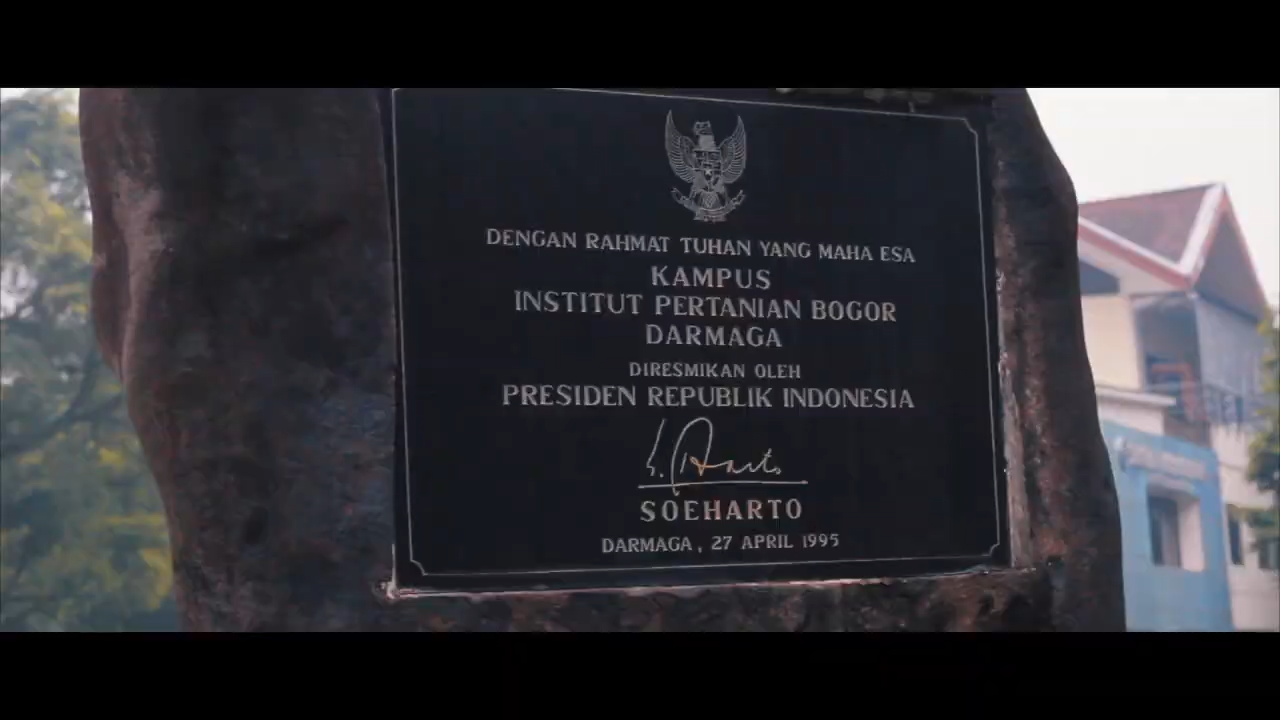 DENGAN RAHMAT TUHAN YANG MAHA ESA
KAMPUS
INSTITUT PERTANIAN BOGOR
DARMAGA
DIRESMIKAN OLEH
PRESIDEN REPUBLIK INDONESIA
SOEHARTO
DARMAGA, 27 APRIL 1995